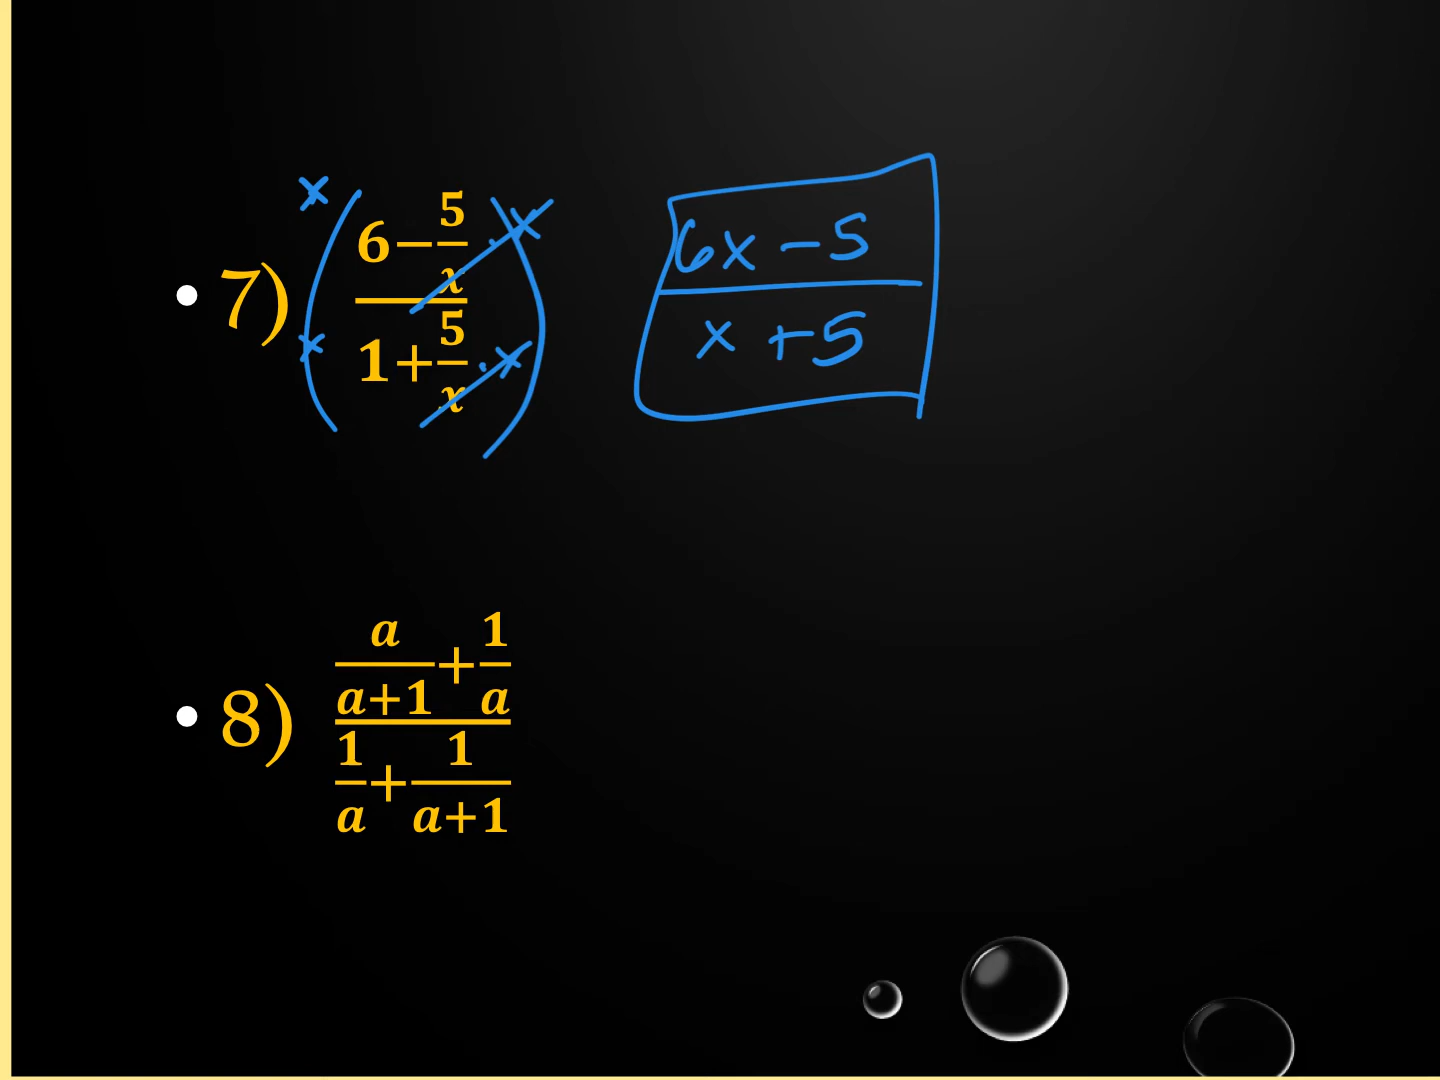 • 7) x ( (6 − 5/x · x) / x (1 + 5/x · x) ) (6x − 5) / (x + 5)
• 8) (a/(a+1) + 1/a) / (1/a + 1/(a+1))